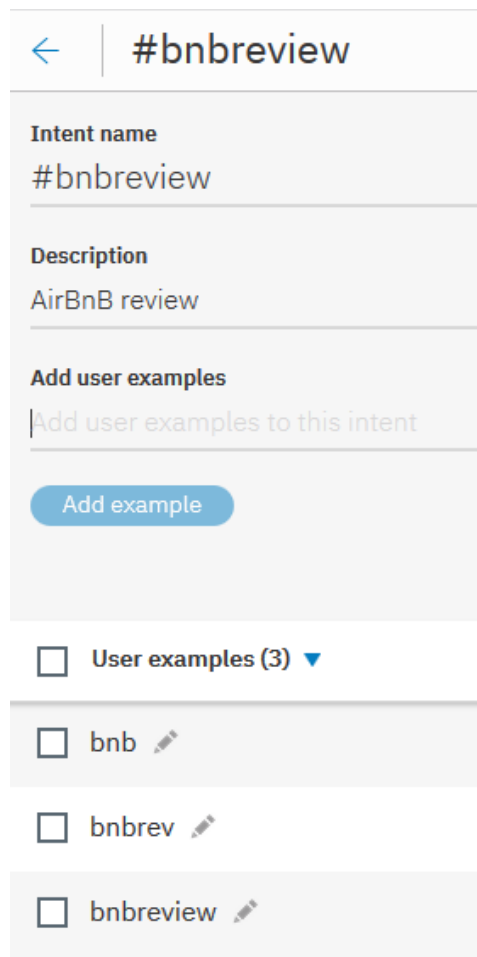 #bnbreview
Intent name
#bnbreview
Description
AirBnB review
Add user examples
Add user examples to this intent
Add example
User examples (3)
bnb
bnbrev
bnbreview